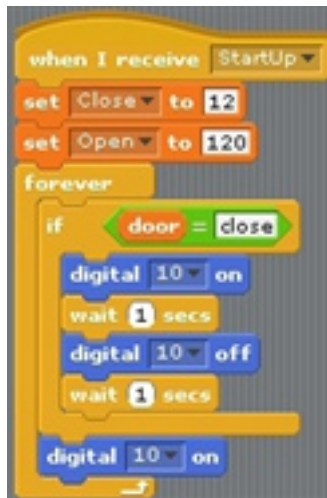 when I receive StartUp
set Close to 12
set Open to 120
forever
if door = close
digital 10 on
wait 1 secs
digital 10 off
wait 1 secs
digital 10 on